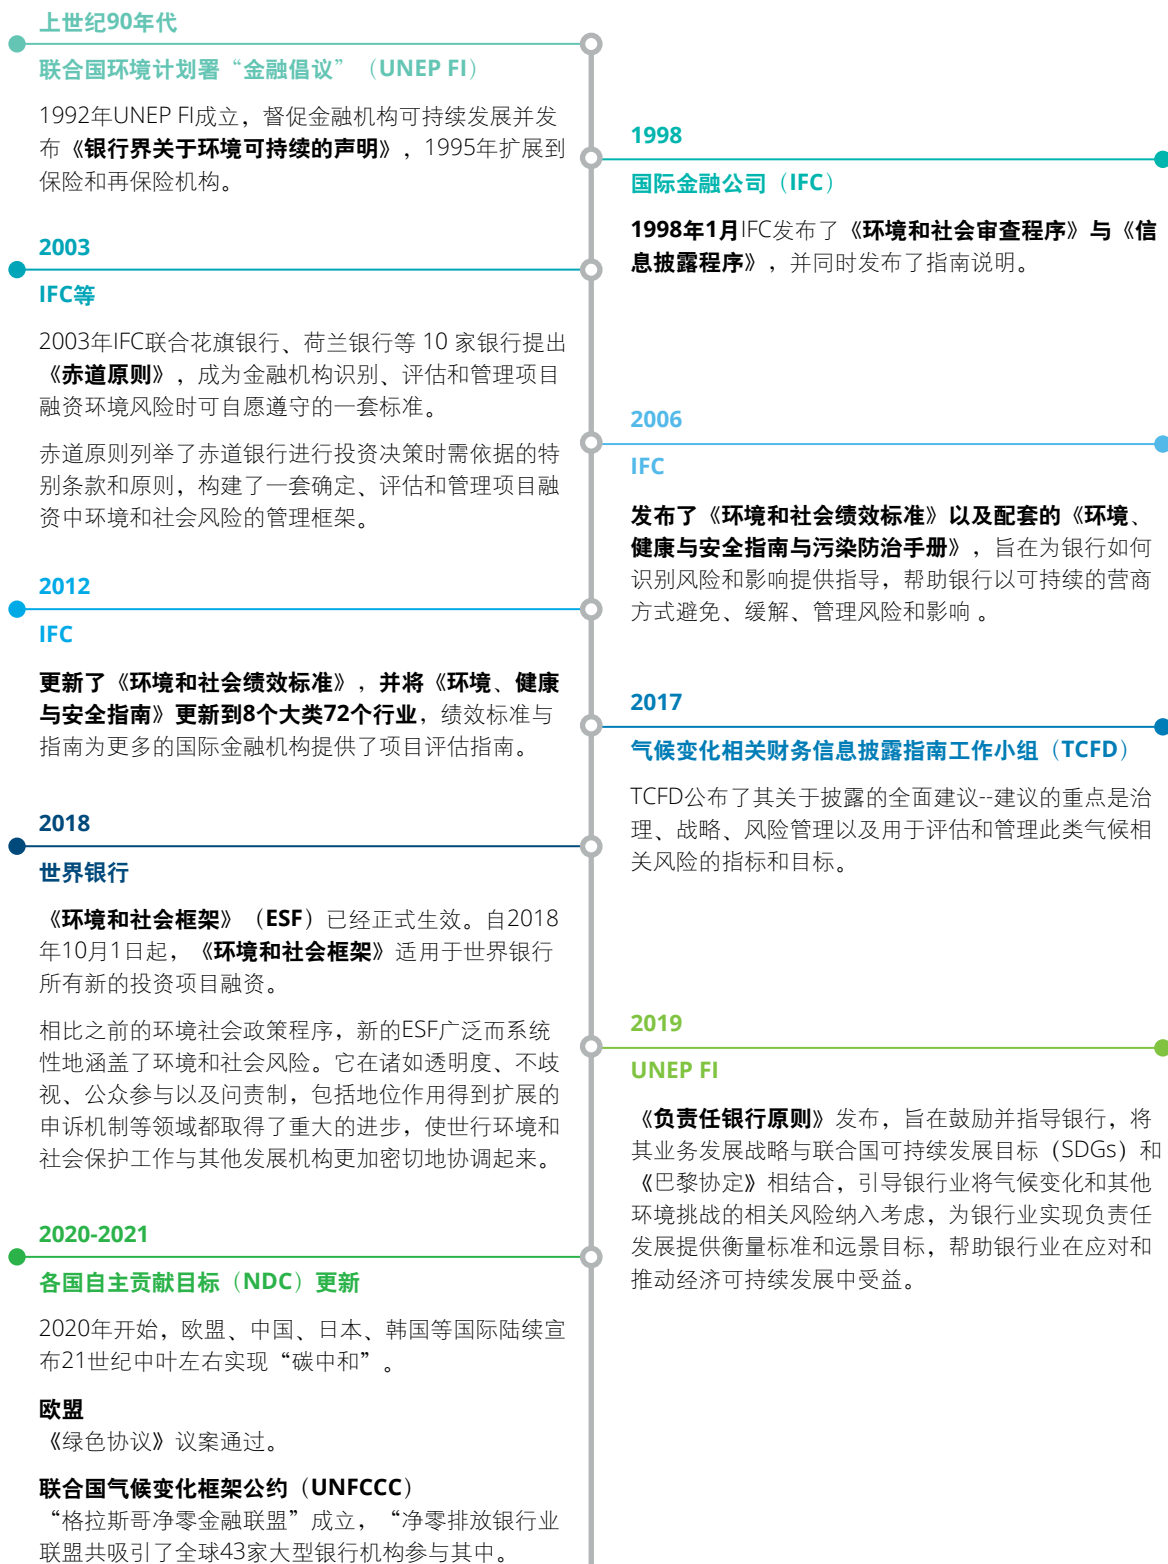 上世纪90年代
联合国环境计划署“金融倡议”（UNEP FI）
1992年UNEP FI成立，督促金融机构可持续发展并发
布《银行界关于环境可持续的声明》，1995年扩展到
保险和再保险机构。
1998
国际金融公司（IFC）
1998年1月IFC发布了《环境和社会审查程序》与《信
息披露程序》，并同时发布了指南说明。
2003
IFC等
2003年IFC联合花旗银行、荷兰银行等 10 家银行提出
《赤道原则》，成为金融机构识别、评估和管理项目
融资环境风险时可自愿遵守的一套标准。
赤道原则列举了赤道银行进行投资决策时需依据的特
别条款和原则，构建了一套确定、评估和管理项目融
资中环境和社会风险的管理框架。
2006
IFC
发布了《环境和社会绩效标准》以及配套的《环境、
健康与安全指南与污染防治手册》，旨在为银行如何
识别风险和影响提供指导，帮助银行以可持续的营商
方式避免、缓解、管理风险和影响 。
2012
IFC
更新了《环境和社会绩效标准》，并将《环境、健康
与安全指南》更新到8个大类72个行业，绩效标准与
指南为更多的国际金融机构提供了项目评估指南。
2017
气候变化相关财务信息披露指南工作小组（TCFD）
TCFD公布了其关于披露的全面建议--建议的重点是治
理、战略、风险管理以及用于评估和管理此类气候相
关风险的指标和目标。
2018
世界银行
《环境和社会框架》（ESF）已经正式生效。自2018
年10月1日起，《环境和社会框架》适用于世界银行
所有新的投资项目融资。
相比之前的环境社会政策程序，新的ESF广泛而系统
性地涵盖了环境和社会风险。它在诸如透明度、不歧
视、公众参与以及问责制，包括地位作用得到扩展的
申诉机制等领域都取得了重大的进步，使世行环境和
社会保护工作与其他发展机构更加密切地协调起来。
2019
UNEP FI
《负责任银行原则》发布，旨在鼓励并指导银行，将
其业务发展战略与联合国可持续发展目标（SDGs）和
《巴黎协定》相结合，引导银行业将气候变化和其他
环境挑战的相关风险纳入考虑，为银行业实现负责任
发展提供衡量标准和远景目标，帮助银行业在应对和
推动经济可持续发展中受益。
2020-2021
各国自主贡献目标（NDC）更新
2020年开始，欧盟、中国、日本、韩国等国际陆续宣
布21世纪中叶左右实现“碳中和”。
欧盟
《绿色协议》议案通过。
联合国气候变化框架公约（UNFCCC）
“格拉斯哥净零金融联盟”成立，“净零排放银行业
联盟共吸引了全球43家大型银行机构参与其中。